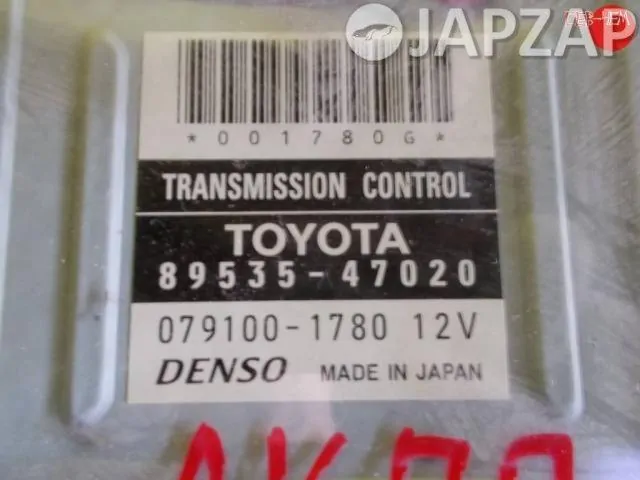 JAPZAP
*001780G*
TRANSMISSION CONTROL
TOYOTA
89535-47020
079100-1780 12V
DENSO MADE IN JAPAN